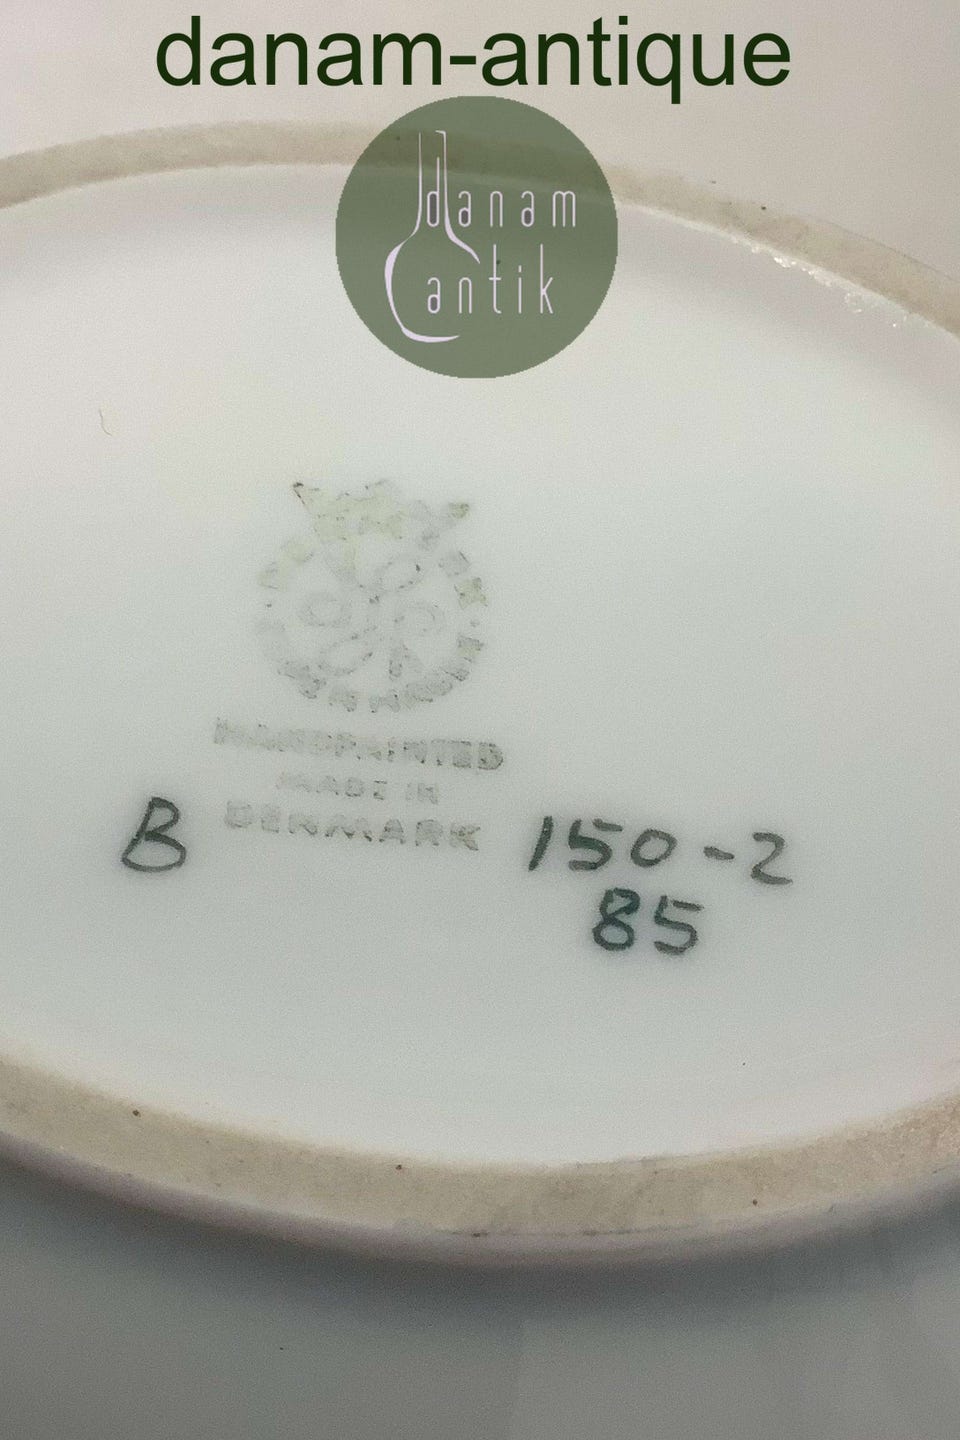 danam-antique
danam
antik
HANDPAINTED
MADE IN
DENMARK
B
150-2
85